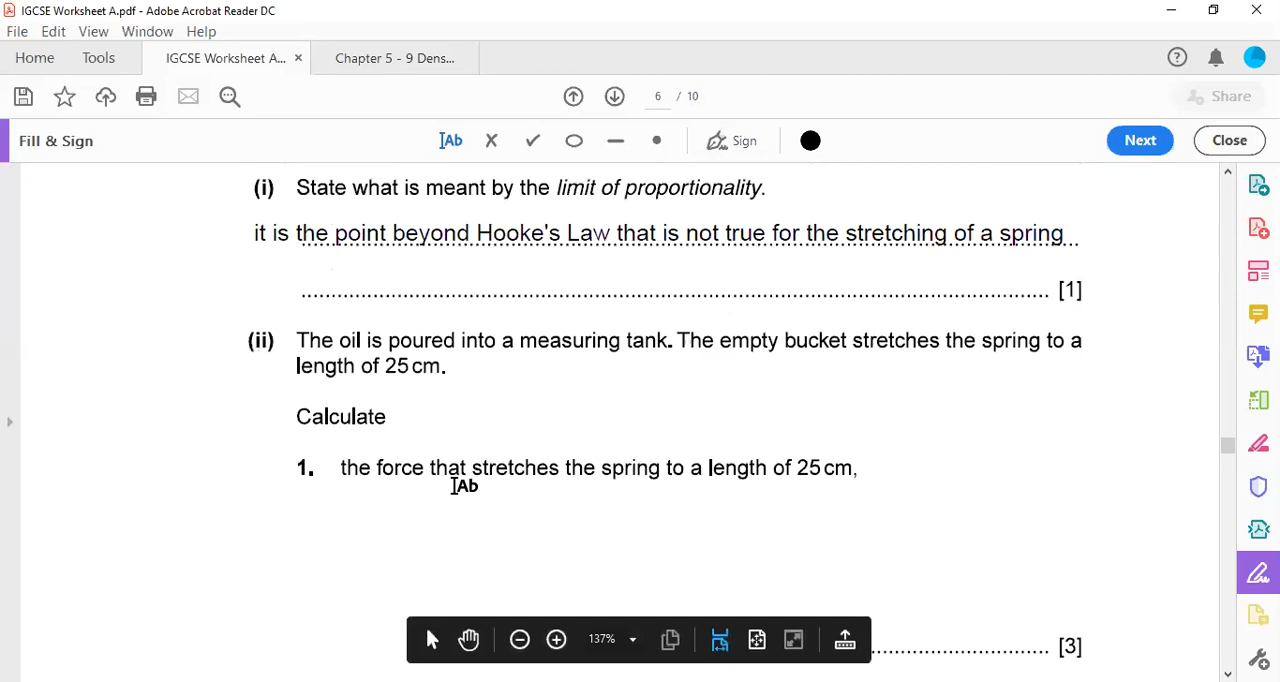 IGCSE Worksheet A.pdf - Adobe Acrobat Reader DC
File Edit View Window Help
Home Tools IGCSE Worksheet A... × Chapter 5 - 9 Dens...
6 / 10 Share
Fill & Sign Ab Sign Next Close
(i) State what is meant by the limit of proportionality.
it is the point beyond Hooke's Law that is not true for the stretching of a spring
[1]
(ii) The oil is poured into a measuring tank. The empty bucket stretches the spring to a
length of 25 cm.
Calculate
1. the force that stretches the spring to a length of 25 cm,
Ab
137%
[3]